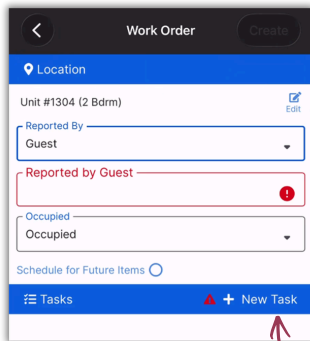 Work Order
Create
Location
Unit #1304 (2 Bdrm)
Edit
Reported By
Guest
Reported by Guest
Occupied
Occupied
Schedule for Future Items
Tasks
+ New Task